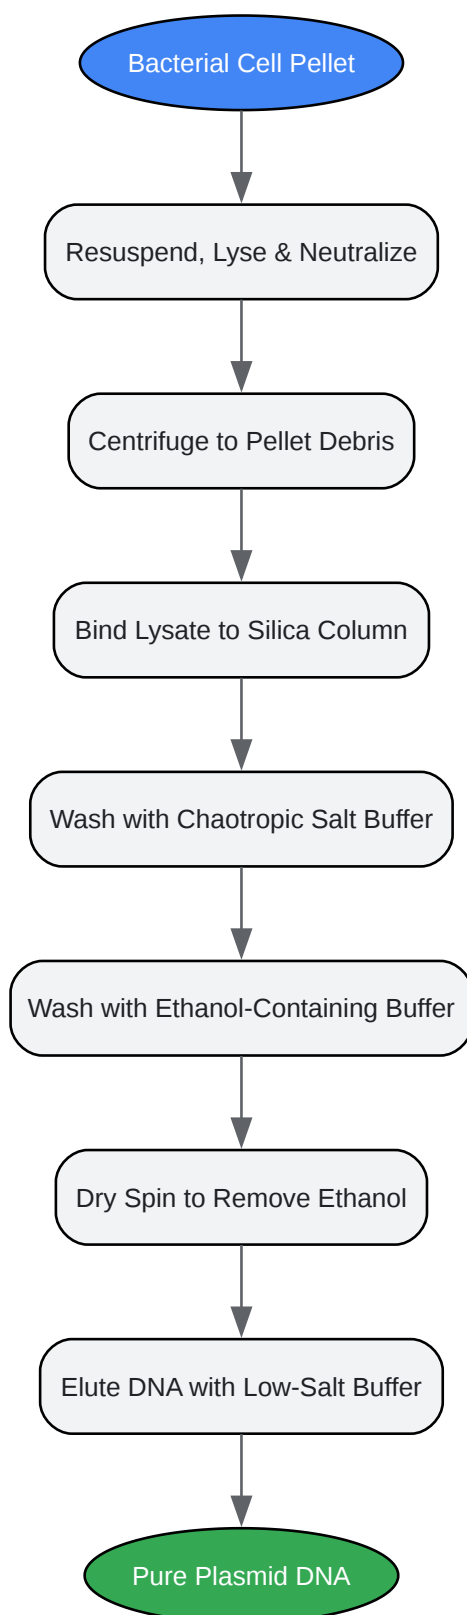 Bacterial Cell Pellet
Resuspend, Lyse & Neutralize
Centrifuge to Pellet Debris
Bind Lysate to Silica Column
Wash with Chaotropic Salt Buffer
Wash with Ethanol-Containing Buffer
Dry Spin to Remove Ethanol
Elute DNA with Low-Salt Buffer
Pure Plasmid DNA